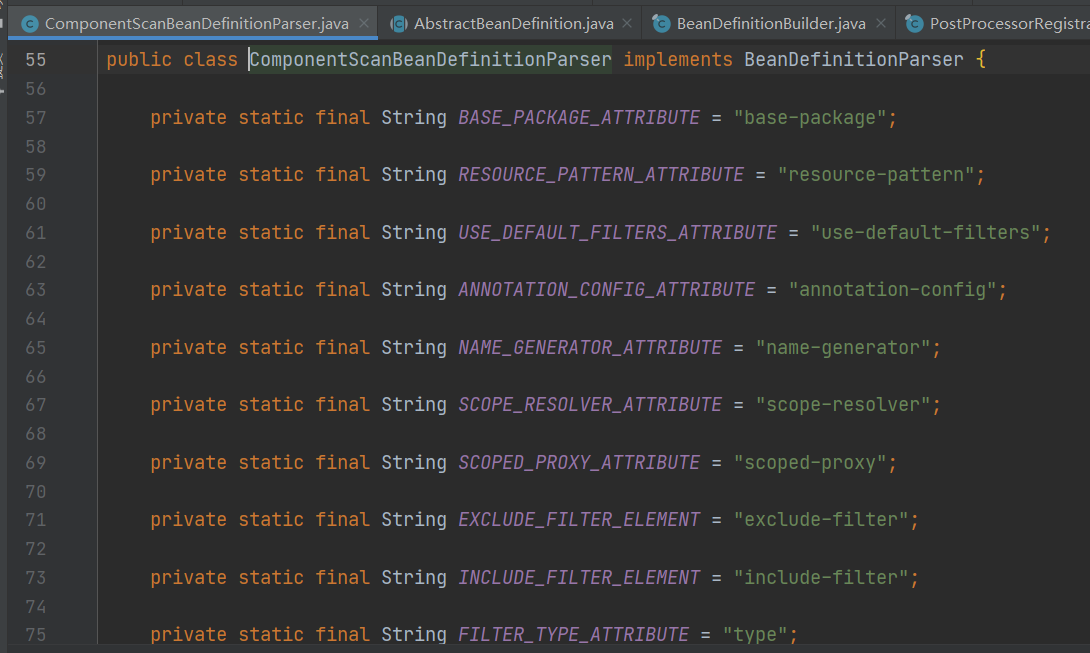 ComponentScanBeanDefinitionParser.java AbstractBeanDefinition.java BeanDefinitionBuilder.java PostProcessorRegistra
55 public class ComponentScanBeanDefinitionParser implements BeanDefinitionParser {
56
57 private static final String BASE_PACKAGE_ATTRIBUTE = "base-package";
58
59 private static final String RESOURCE_PATTERN_ATTRIBUTE = "resource-pattern";
60
61 private static final String USE_DEFAULT_FILTERS_ATTRIBUTE = "use-default-filters";
62
63 private static final String ANNOTATION_CONFIG_ATTRIBUTE = "annotation-config";
64
65 private static final String NAME_GENERATOR_ATTRIBUTE = "name-generator";
66
67 private static final String SCOPE_RESOLVER_ATTRIBUTE = "scope-resolver";
68
69 private static final String SCOPED_PROXY_ATTRIBUTE = "scoped-proxy";
70
71 private static final String EXCLUDE_FILTER_ELEMENT = "exclude-filter";
72
73 private static final String INCLUDE_FILTER_ELEMENT = "include-filter";
74
75 private static final String FILTER_TYPE_ATTRIBUTE = "type";